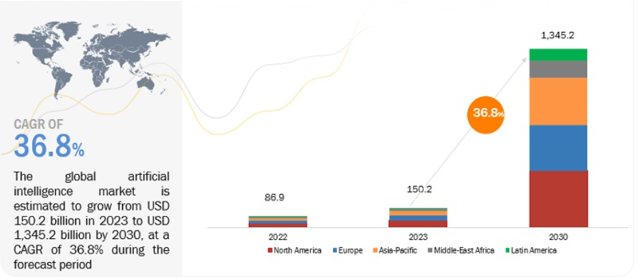 CAGR OF
36.8%
The global artificial
intelligence market is
estimated to grow from USD
150.2 billion in 2023 to USD
1,345.2 billion by 2030, at a
CAGR of 36.8% during the
forecast period
1,345.2
36.8%
150.2
86.9
2022 2023 2030
North America Europe Asia-Pacific Middle-East Africa Latin America